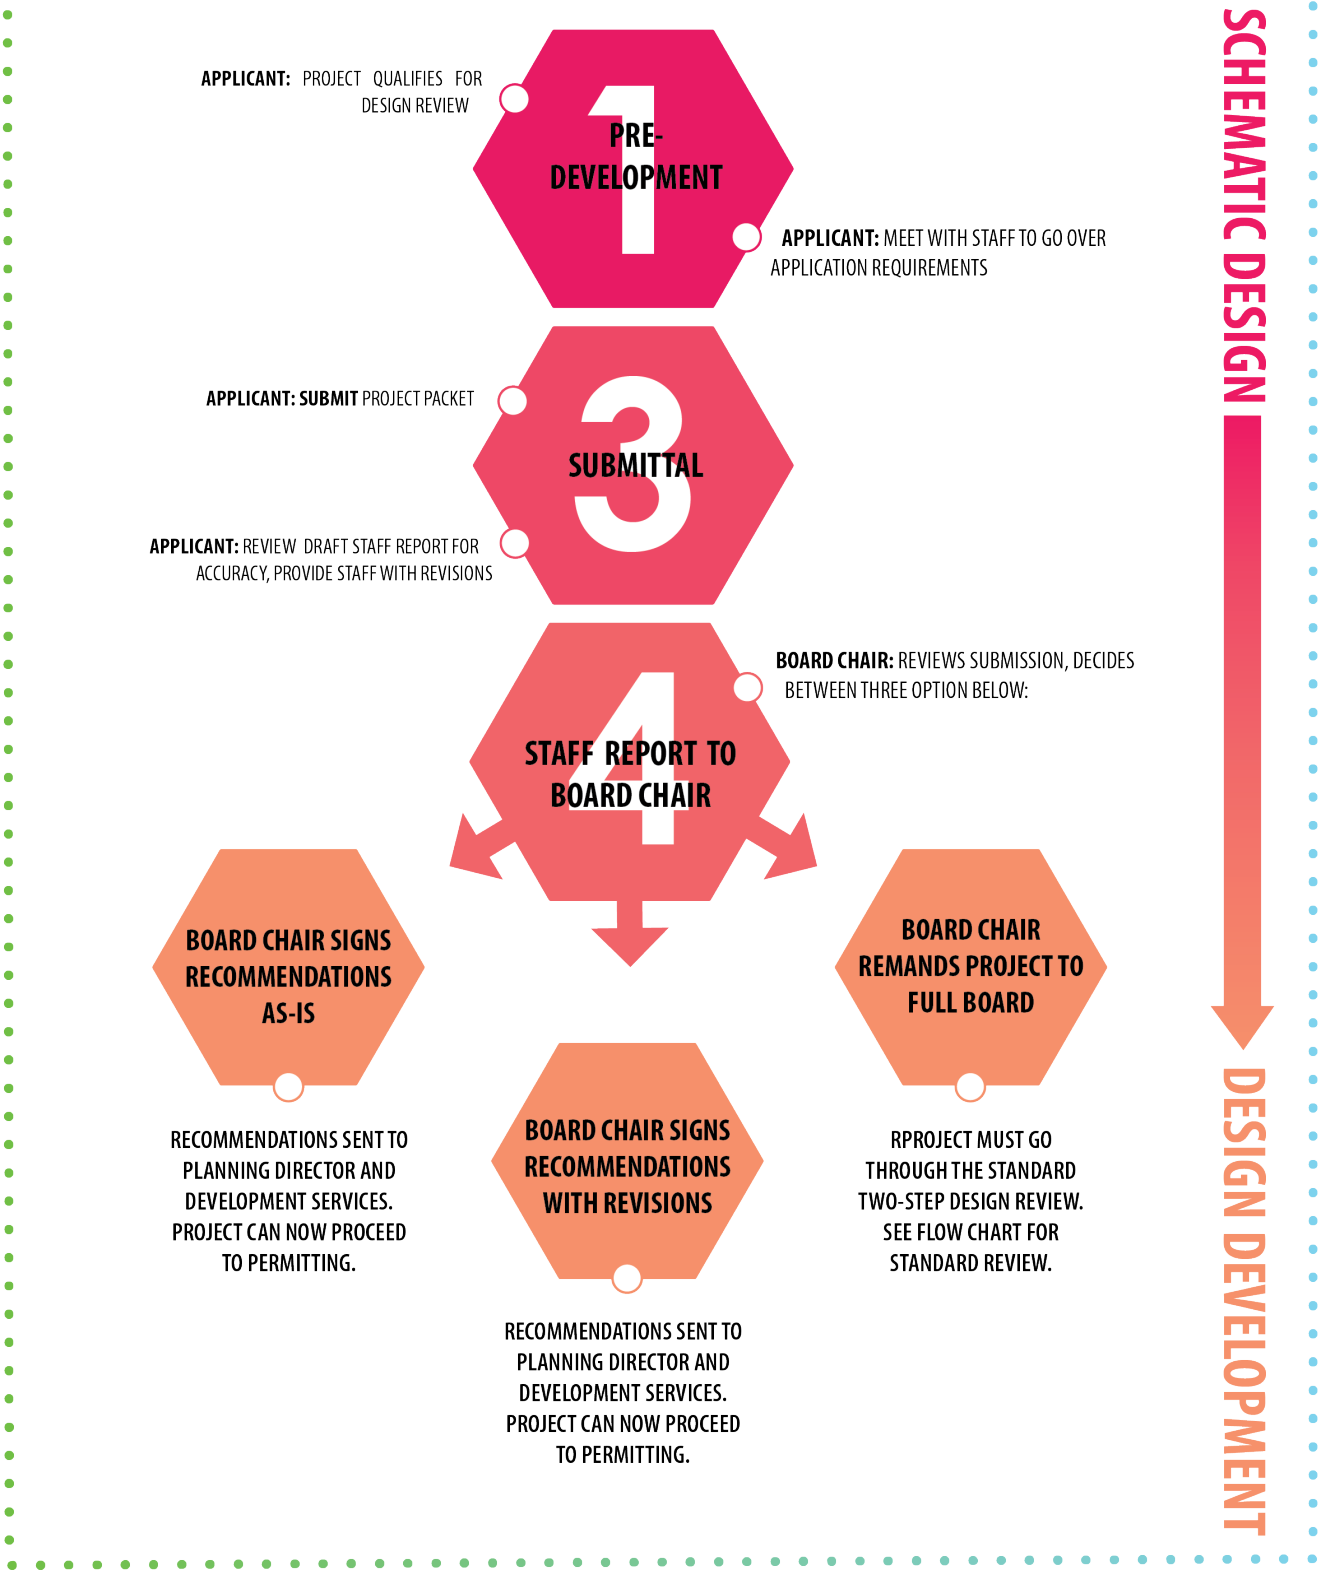 APPLICANT: PROJECT QUALIFIES FOR
DESIGN REVIEW
1
PRE-
DEVELOPMENT
APPLICANT: MEET WITH STAFF TO GO OVER
APPLICATION REQUIREMENTS
APPLICANT: SUBMIT PROJECT PACKET
3
SUBMITTAL
APPLICANT: REVIEW DRAFT STAFF REPORT FOR
ACCURACY, PROVIDE STAFF WITH REVISIONS
BOARD CHAIR: REVIEWS SUBMISSION, DECIDES
BETWEEN THREE OPTION BELOW:
4
STAFF REPORT TO
BOARD CHAIR
BOARD CHAIR SIGNS
RECOMMENDATIONS
AS-IS
RECOMMENDATIONS SENT TO
PLANNING DIRECTOR AND
DEVELOPMENT SERVICES.
PROJECT CAN NOW PROCEED
TO PERMITTING.
BOARD CHAIR SIGNS
RECOMMENDATIONS
WITH REVISIONS
RECOMMENDATIONS SENT TO
PLANNING DIRECTOR AND
DEVELOPMENT SERVICES.
PROJECT CAN NOW PROCEED
TO PERMITTING.
BOARD CHAIR
REMANDS PROJECT TO
FULL BOARD
RPROJECT MUST GO
THROUGH THE STANDARD
TWO-STEP DESIGN REVIEW.
SEE FLOW CHART FOR
STANDARD REVIEW.
SCHEMATIC DESIGN
DESIGN DEVELOPMENT